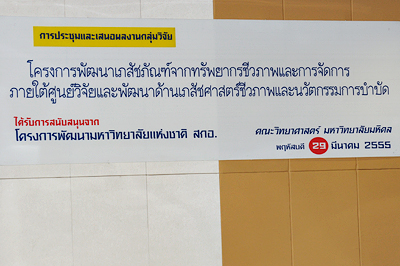 การประชุมและเสนอผลงานกลุ่มวิจัย
โครงการพัฒนาเภสัชภัณฑ์จากทรัพยากรชีวภาพและการจัดการ
ภายใต้ศูนย์วิจัยและพัฒนาด้านเภสัชศาสตร์ชีวภาพและนวัตกรรมการบำบัด
ได้รับการสนับสนุนจาก
โครงการพัฒนามหาวิทยาลัยแห่งชาติ สกอ.
คณะวิทยาศาสตร์ มหาวิทยาลัยมหิดล
พฤหัสบดี 29 มีนาคม 2555